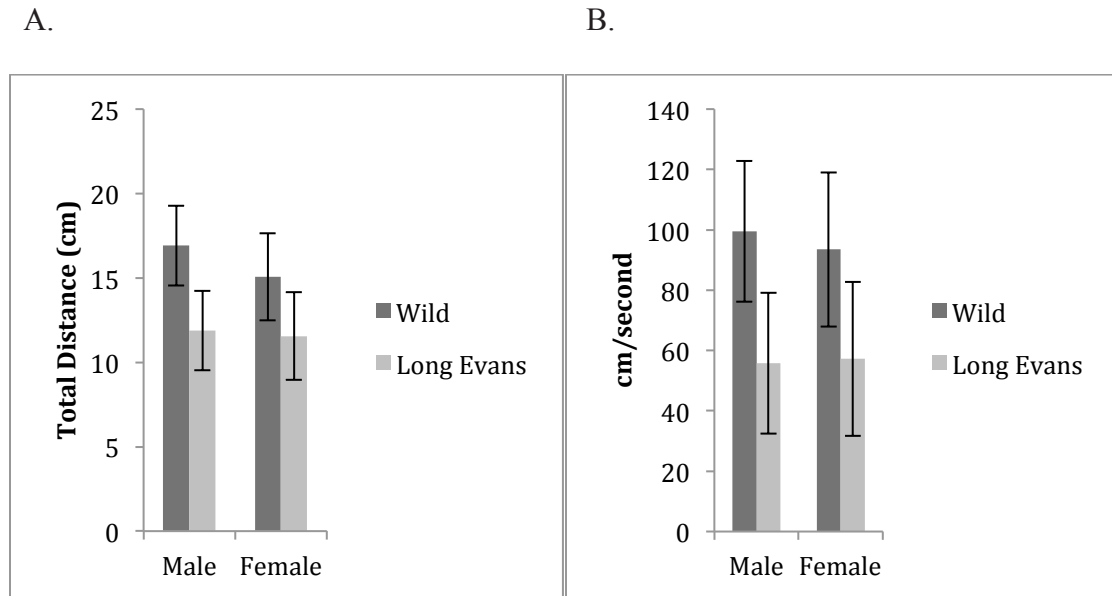 A.
B.
25
20
15
10
5
0
Total Distance (cm)
Male Female
Wild
Long Evans
140
120
100
80
60
40
20
0
cm/second
Male Female
Wild
Long Evans